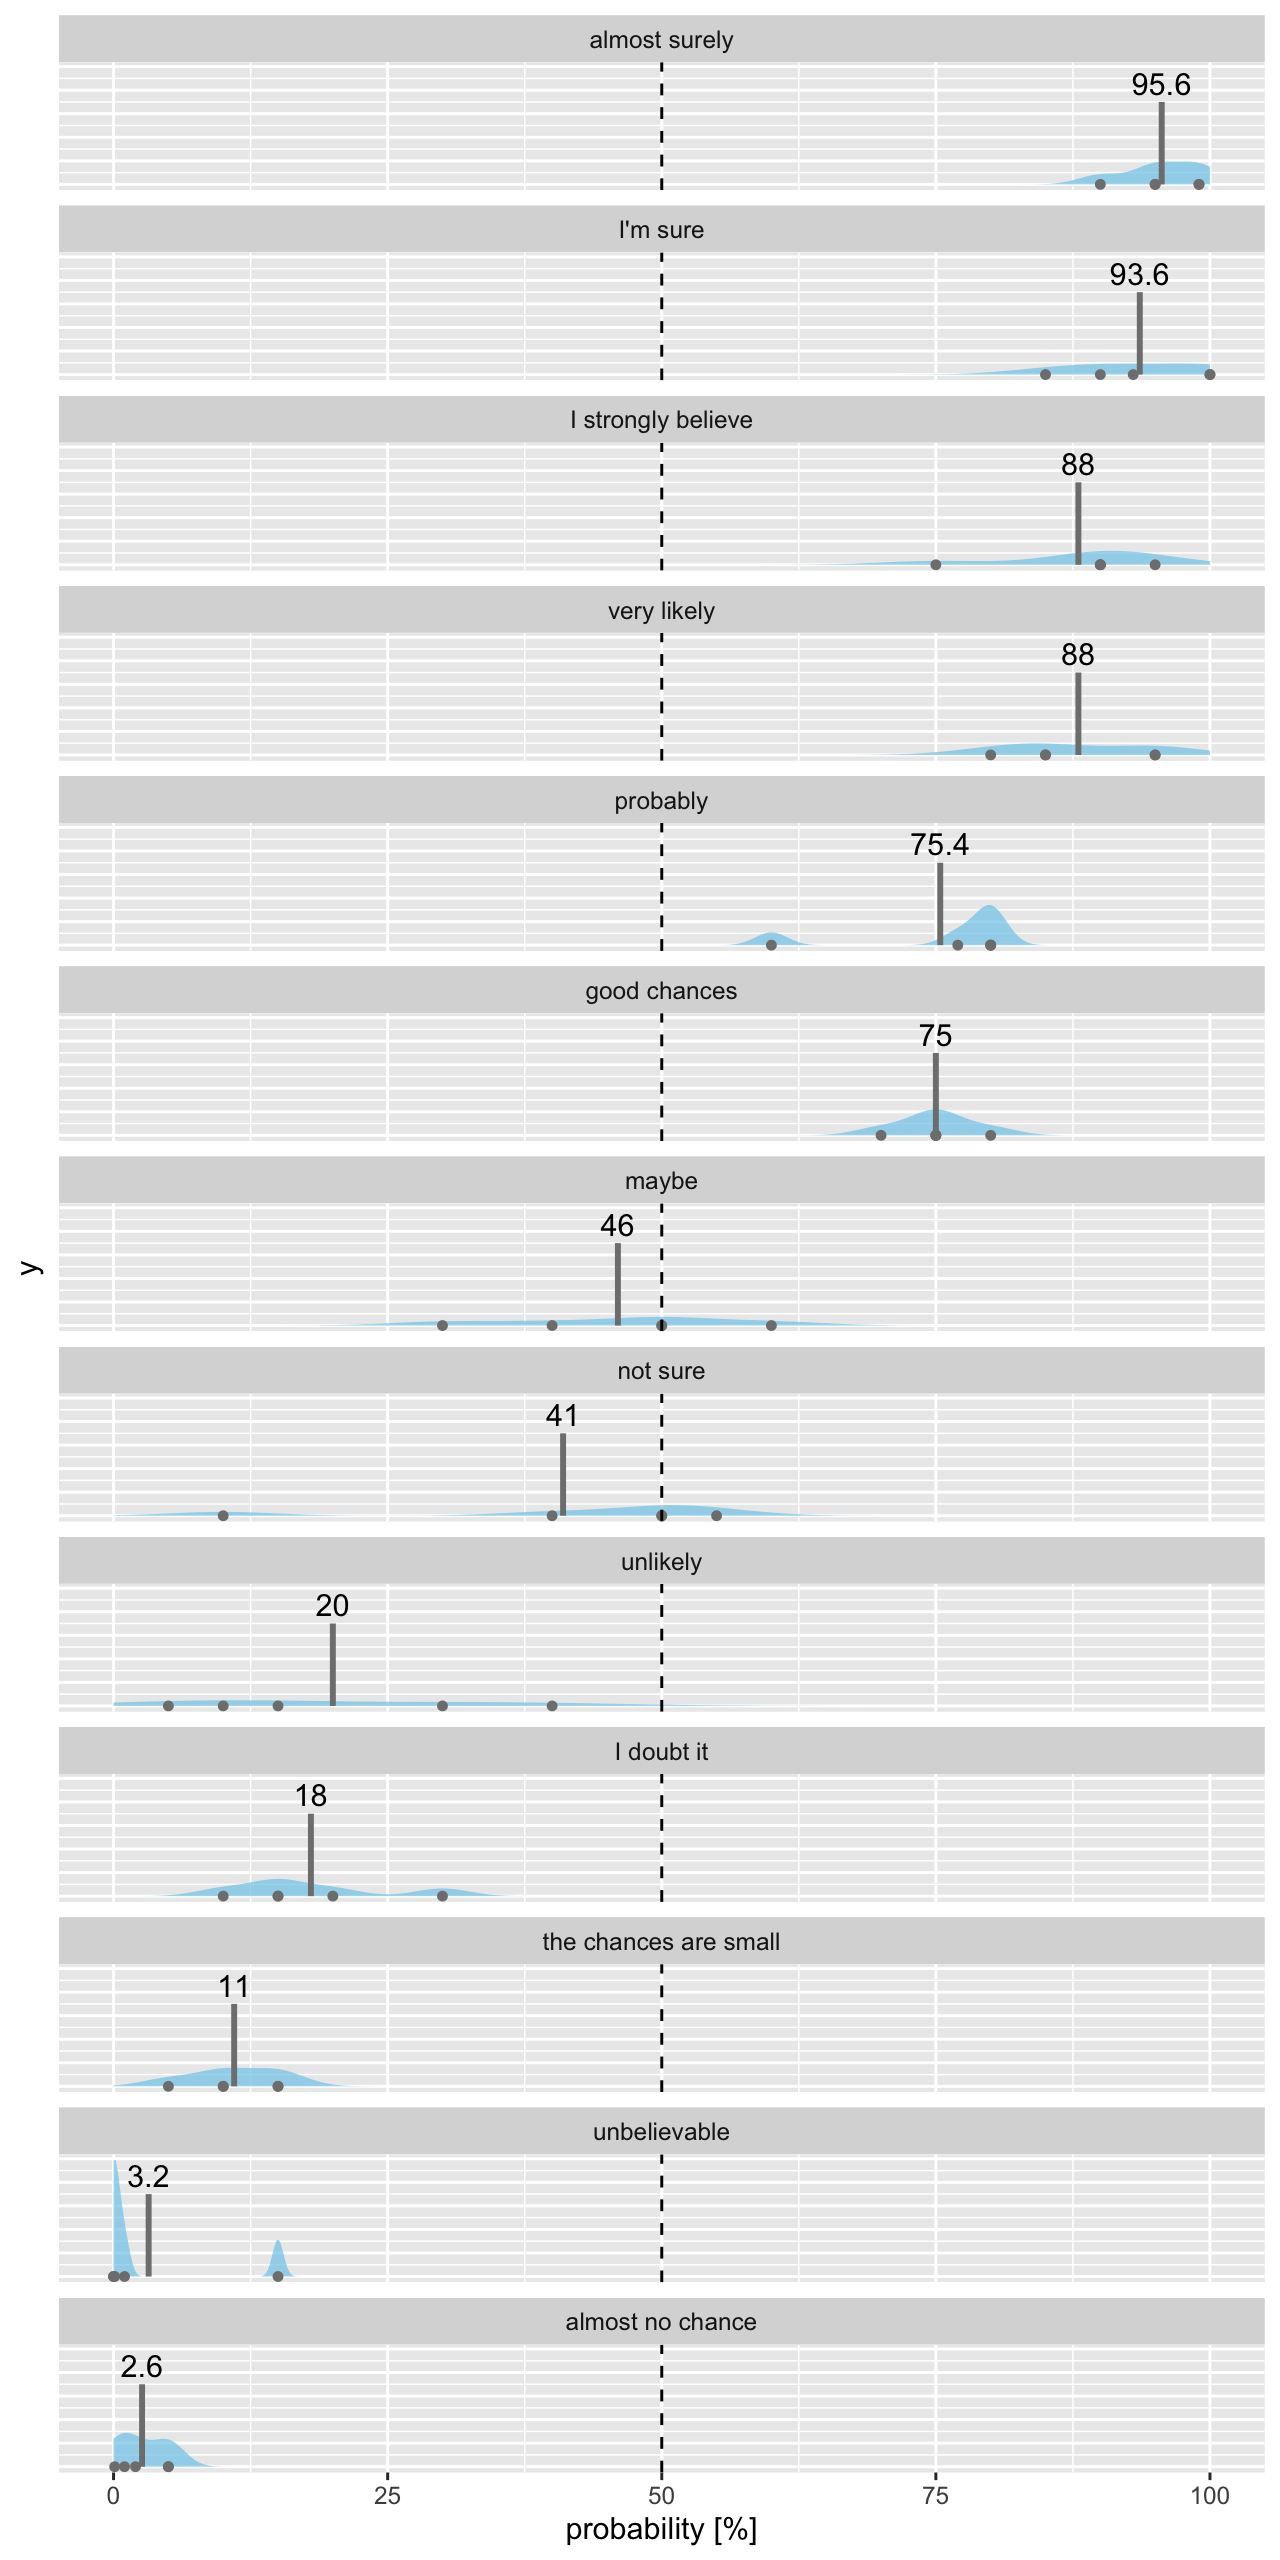 almost surely
95.6
I'm sure
93.6
I strongly believe
88
very likely
88
probably
75.4
good chances
75
maybe
46
y
not sure
41
unlikely
20
I doubt it
18
the chances are small
11
unbelievable
3.2
almost no chance
2.6
0 25 50 75 100
probability [%]